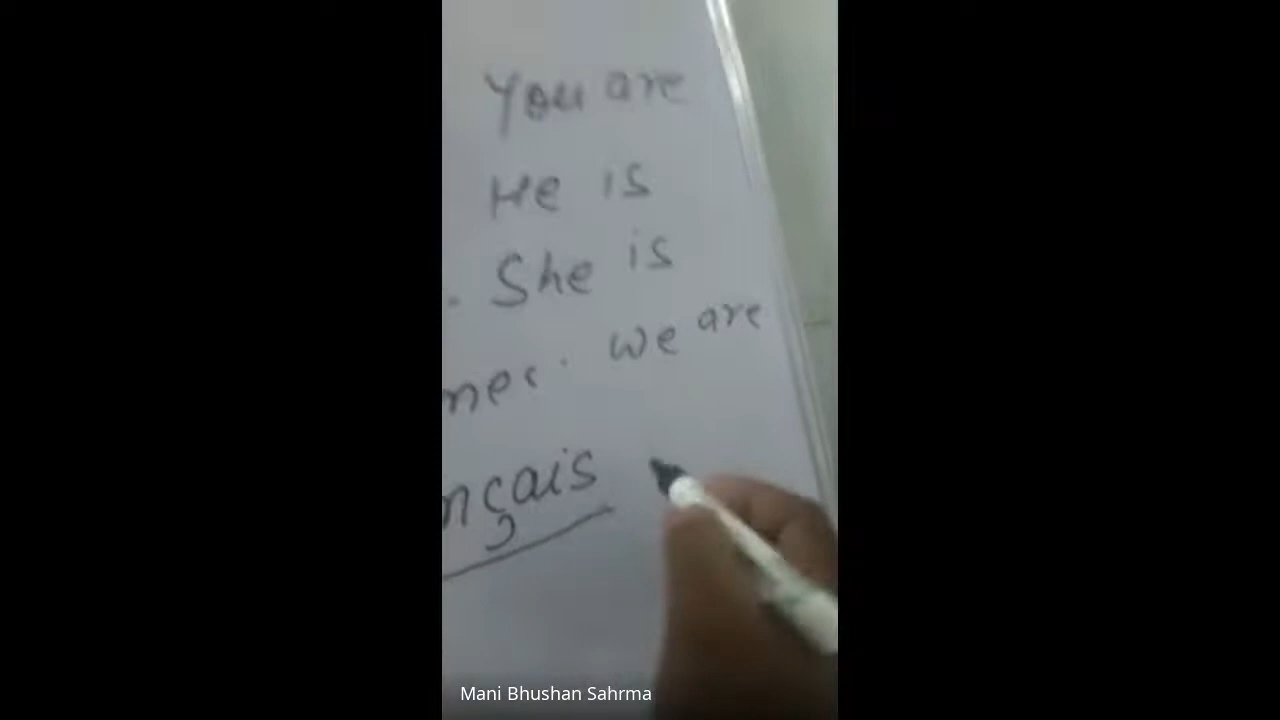 You are
He is
She is
we are
nçais
Mani Bhushan Sahrma